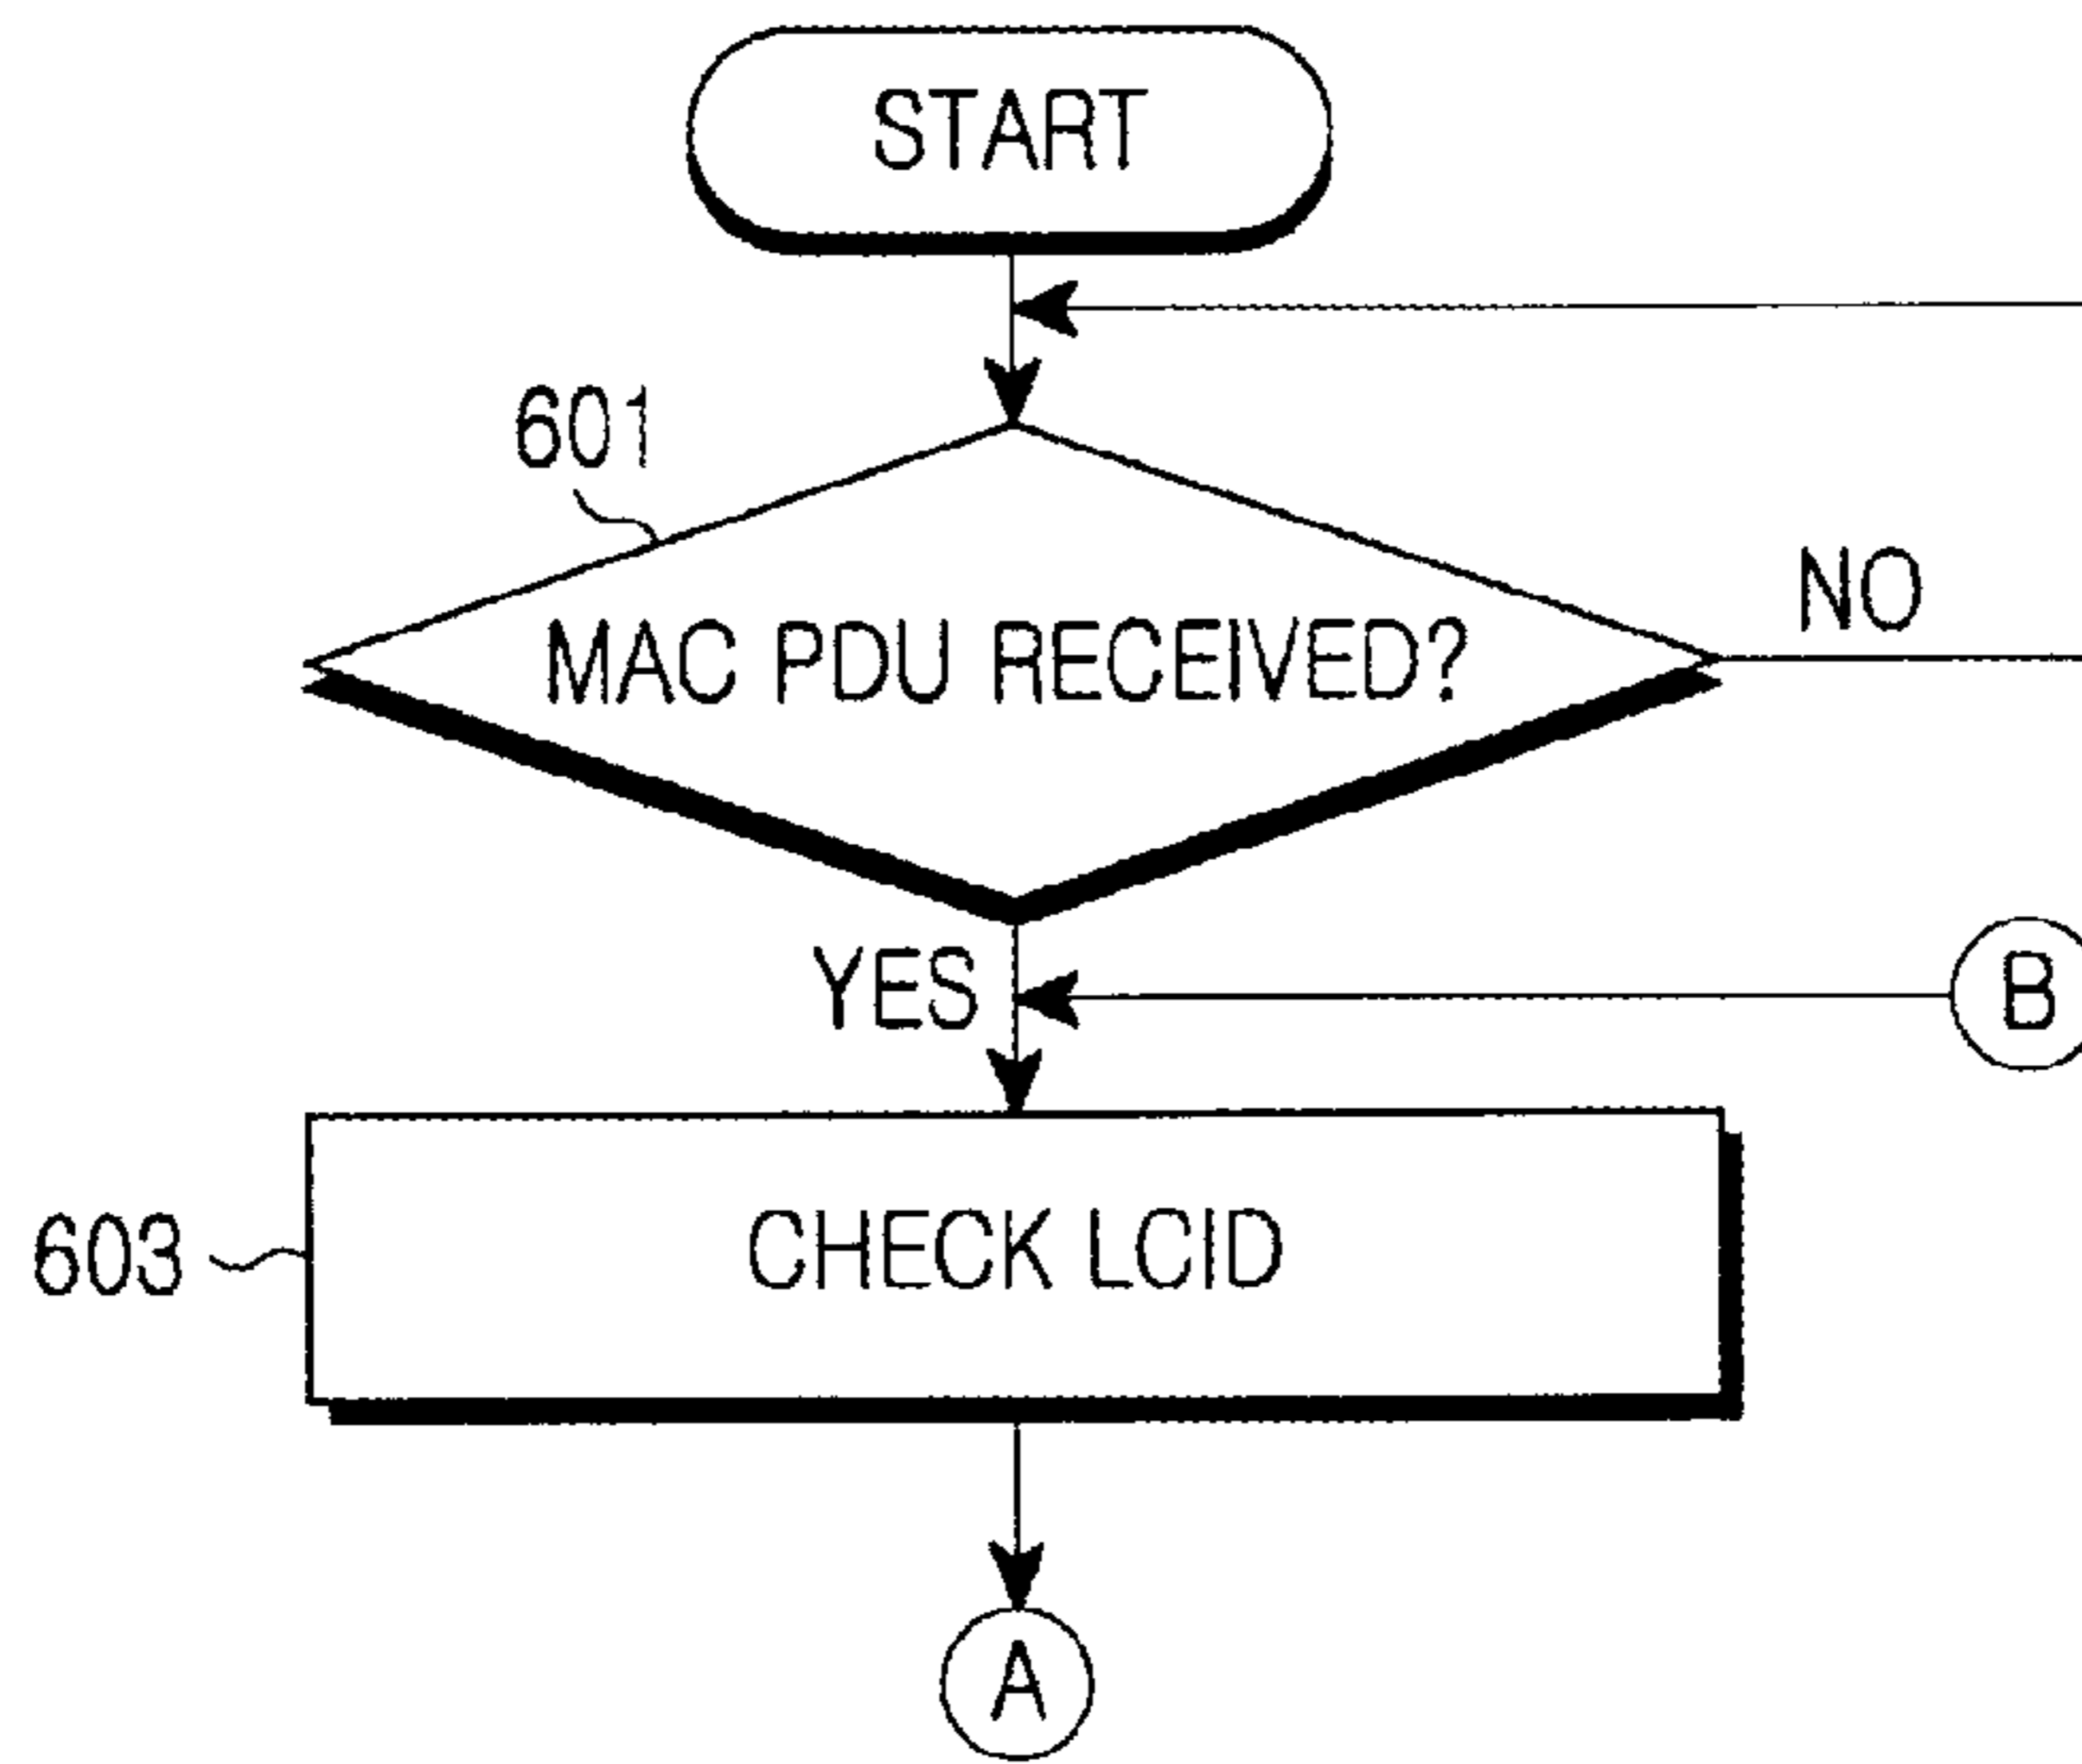 START
601
NO
MAC PDU RECEIVED?
YES
B
603
CHECK LCID
A